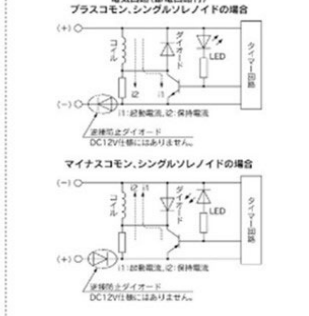 プラスコモン、シングルソレノイドの場合
(+)
コイル
ダイオード
LED
タイマー回路
i2
i1
(−)
i1:起動電流, i2:保持電流
逆接防止ダイオード
DC12V仕様にはありません。
マイナスコモン、シングルソレノイドの場合
(−)
コイル
ダイオード
LED
タイマー回路
i2
i1
(+)
i1:起動電流 i2:保持電流
逆接防止ダイオード
DC12V仕様にはありません。